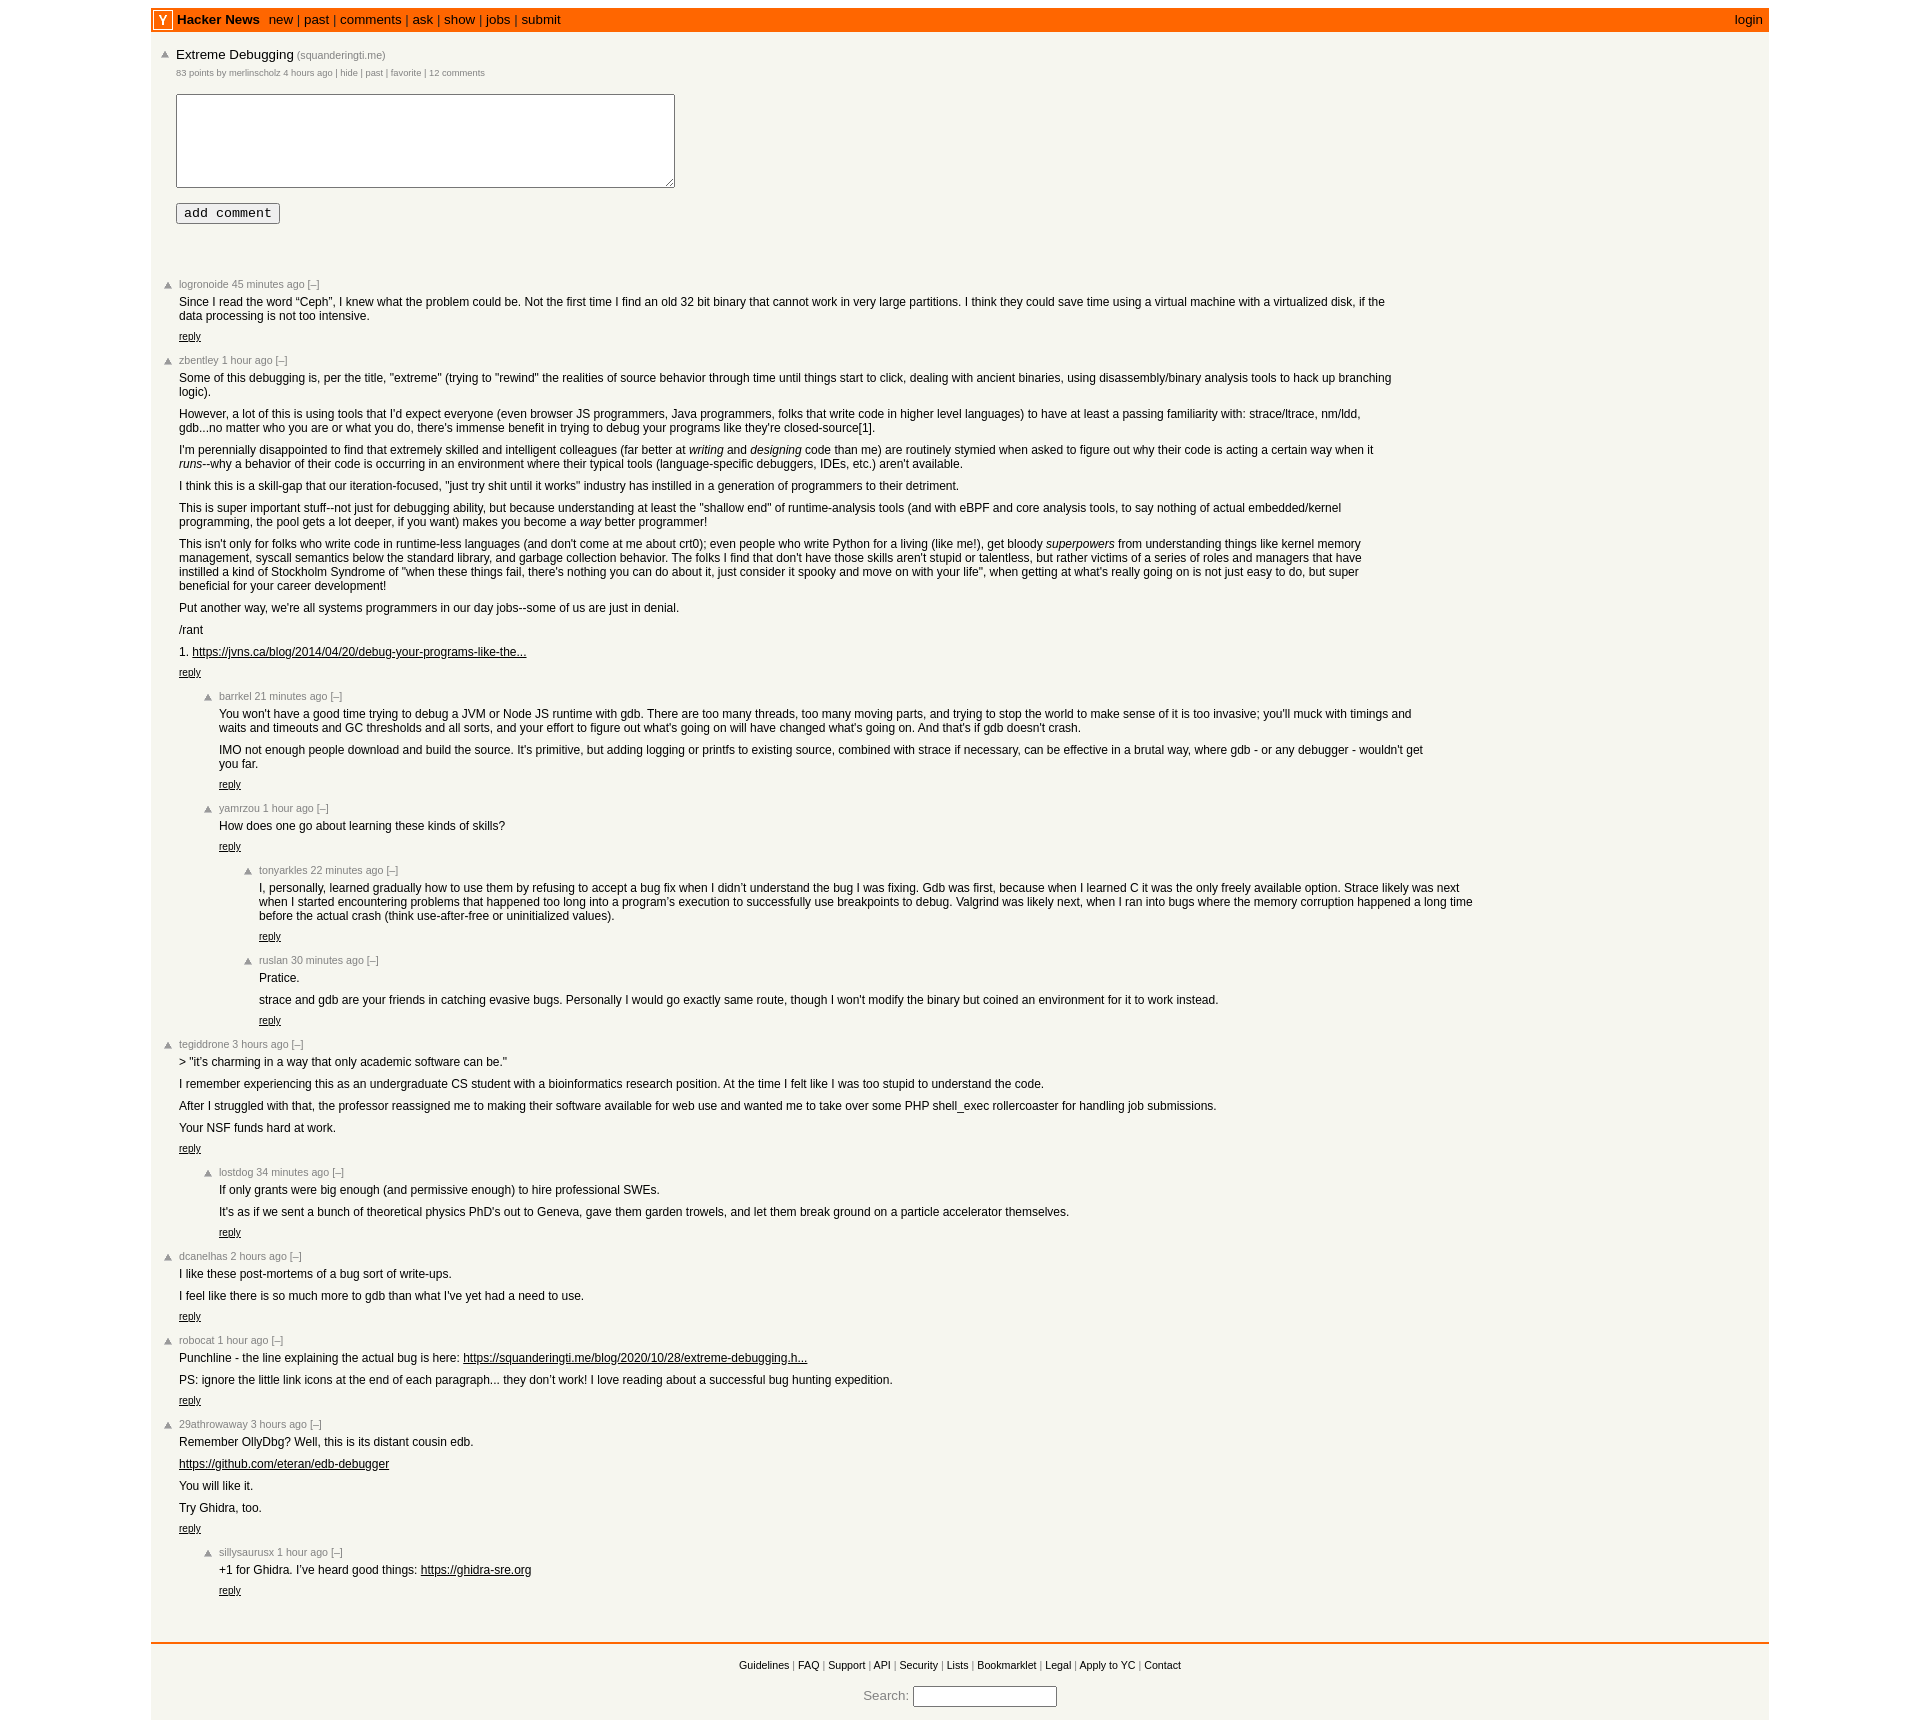 Y Hacker News new | past | comments | ask | show | jobs | submit login
Extreme Debugging (squanderingti.me)
83 points by merlinscholz 4 hours ago | hide | past | favorite | 12 comments
add comment
logronoide 45 minutes ago [–]
Since I read the word “Ceph”, I knew what the problem could be. Not the first time I find an old 32 bit binary that cannot work in very large partitions. I think they could save time using a virtual machine with a virtualized disk, if the
data processing is not too intensive.
reply
zbentley 1 hour ago [–]
Some of this debugging is, per the title, "extreme" (trying to "rewind" the realities of source behavior through time until things start to click, dealing with ancient binaries, using disassembly/binary analysis tools to hack up branching
logic).
However, a lot of this is using tools that I'd expect everyone (even browser JS programmers, Java programmers, folks that write code in higher level languages) to have at least a passing familiarity with: strace/ltrace, nm/ldd,
gdb...no matter who you are or what you do, there's immense benefit in trying to debug your programs like they're closed-source[1].
I'm perennially disappointed to find that extremely skilled and intelligent colleagues (far better at writing and designing code than me) are routinely stymied when asked to figure out why their code is acting a certain way when it
runs--why a behavior of their code is occurring in an environment where their typical tools (language-specific debuggers, IDEs, etc.) aren't available.
I think this is a skill-gap that our iteration-focused, "just try shit until it works" industry has instilled in a generation of programmers to their detriment.
This is super important stuff--not just for debugging ability, but because understanding at least the "shallow end" of runtime-analysis tools (and with eBPF and core analysis tools, to say nothing of actual embedded/kernel
programming, the pool gets a lot deeper, if you want) makes you become a way better programmer!
This isn't only for folks who write code in runtime-less languages (and don't come at me about crt0); even people who write Python for a living (like me!), get bloody superpowers from understanding things like kernel memory
management, syscall semantics below the standard library, and garbage collection behavior. The folks I find that don't have those skills aren't stupid or talentless, but rather victims of a series of roles and managers that have
instilled a kind of Stockholm Syndrome of "when these things fail, there's nothing you can do about it, just consider it spooky and move on with your life", when getting at what's really going on is not just easy to do, but super
beneficial for your career development!
Put another way, we're all systems programmers in our day jobs--some of us are just in denial.
/rant
1. https://jvns.ca/blog/2014/04/20/debug-your-programs-like-the...
reply
barrkel 21 minutes ago [–]
You won't have a good time trying to debug a JVM or Node JS runtime with gdb. There are too many threads, too many moving parts, and trying to stop the world to make sense of it is too invasive; you'll muck with timings and
waits and timeouts and GC thresholds and all sorts, and your effort to figure out what's going on will have changed what's going on. And that's if gdb doesn't crash.
IMO not enough people download and build the source. It's primitive, but adding logging or printfs to existing source, combined with strace if necessary, can be effective in a brutal way, where gdb - or any debugger - wouldn't get
you far.
reply
yamrzou 1 hour ago [–]
How does one go about learning these kinds of skills?
reply
tonyarkles 22 minutes ago [–]
I, personally, learned gradually how to use them by refusing to accept a bug fix when I didn’t understand the bug I was fixing. Gdb was first, because when I learned C it was the only freely available option. Strace likely was next
when I started encountering problems that happened too long into a program’s execution to successfully use breakpoints to debug. Valgrind was likely next, when I ran into bugs where the memory corruption happened a long time
before the actual crash (think use-after-free or uninitialized values).
reply
ruslan 30 minutes ago [–]
Pratice.
strace and gdb are your friends in catching evasive bugs. Personally I would go exactly same route, though I won't modify the binary but coined an environment for it to work instead.
reply
tegiddrone 3 hours ago [–]
> "it’s charming in a way that only academic software can be."
I remember experiencing this as an undergraduate CS student with a bioinformatics research position. At the time I felt like I was too stupid to understand the code.
After I struggled with that, the professor reassigned me to making their software available for web use and wanted me to take over some PHP shell_exec rollercoaster for handling job submissions.
Your NSF funds hard at work.
reply
lostdog 34 minutes ago [–]
If only grants were big enough (and permissive enough) to hire professional SWEs.
It's as if we sent a bunch of theoretical physics PhD's out to Geneva, gave them garden trowels, and let them break ground on a particle accelerator themselves.
reply
dcanelhas 2 hours ago [–]
I like these post-mortems of a bug sort of write-ups.
I feel like there is so much more to gdb than what I've yet had a need to use.
reply
robocat 1 hour ago [–]
Punchline - the line explaining the actual bug is here: https://squanderingti.me/blog/2020/10/28/extreme-debugging.h...
PS: ignore the little link icons at the end of each paragraph... they don’t work! I love reading about a successful bug hunting expedition.
reply
29athrowaway 3 hours ago [–]
Remember OllyDbg? Well, this is its distant cousin edb.
https://github.com/eteran/edb-debugger
You will like it.
Try Ghidra, too.
reply
sillysaurusx 1 hour ago [–]
+1 for Ghidra. I’ve heard good things: https://ghidra-sre.org
reply
Guidelines | FAQ | Support | API | Security | Lists | Bookmarklet | Legal | Apply to YC | Contact
Search: